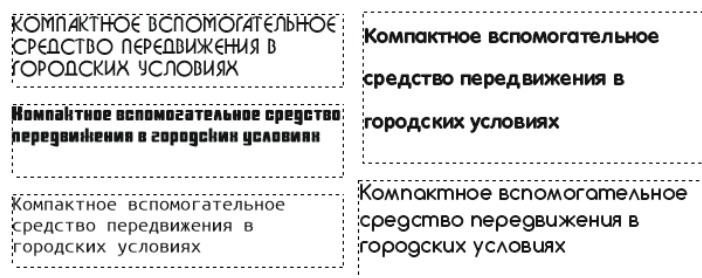 КОМПАКТНОЕ ВСПОМОГАТЕЛЬНОЕ
СРЕДСТВО ПЕРЕДВИЖЕНИЯ В
ГОРОДСКИХ УСЛОВИЯХ
Компактное вспомогательное средство
передвижения в городских условиях
Компактное вспомогательное
средство передвижения в
городских условиях
Компактное вспомогательное
средство передвижения в
городских условиях
Компактное вспомогательное
средство передвижения в
городских условиях